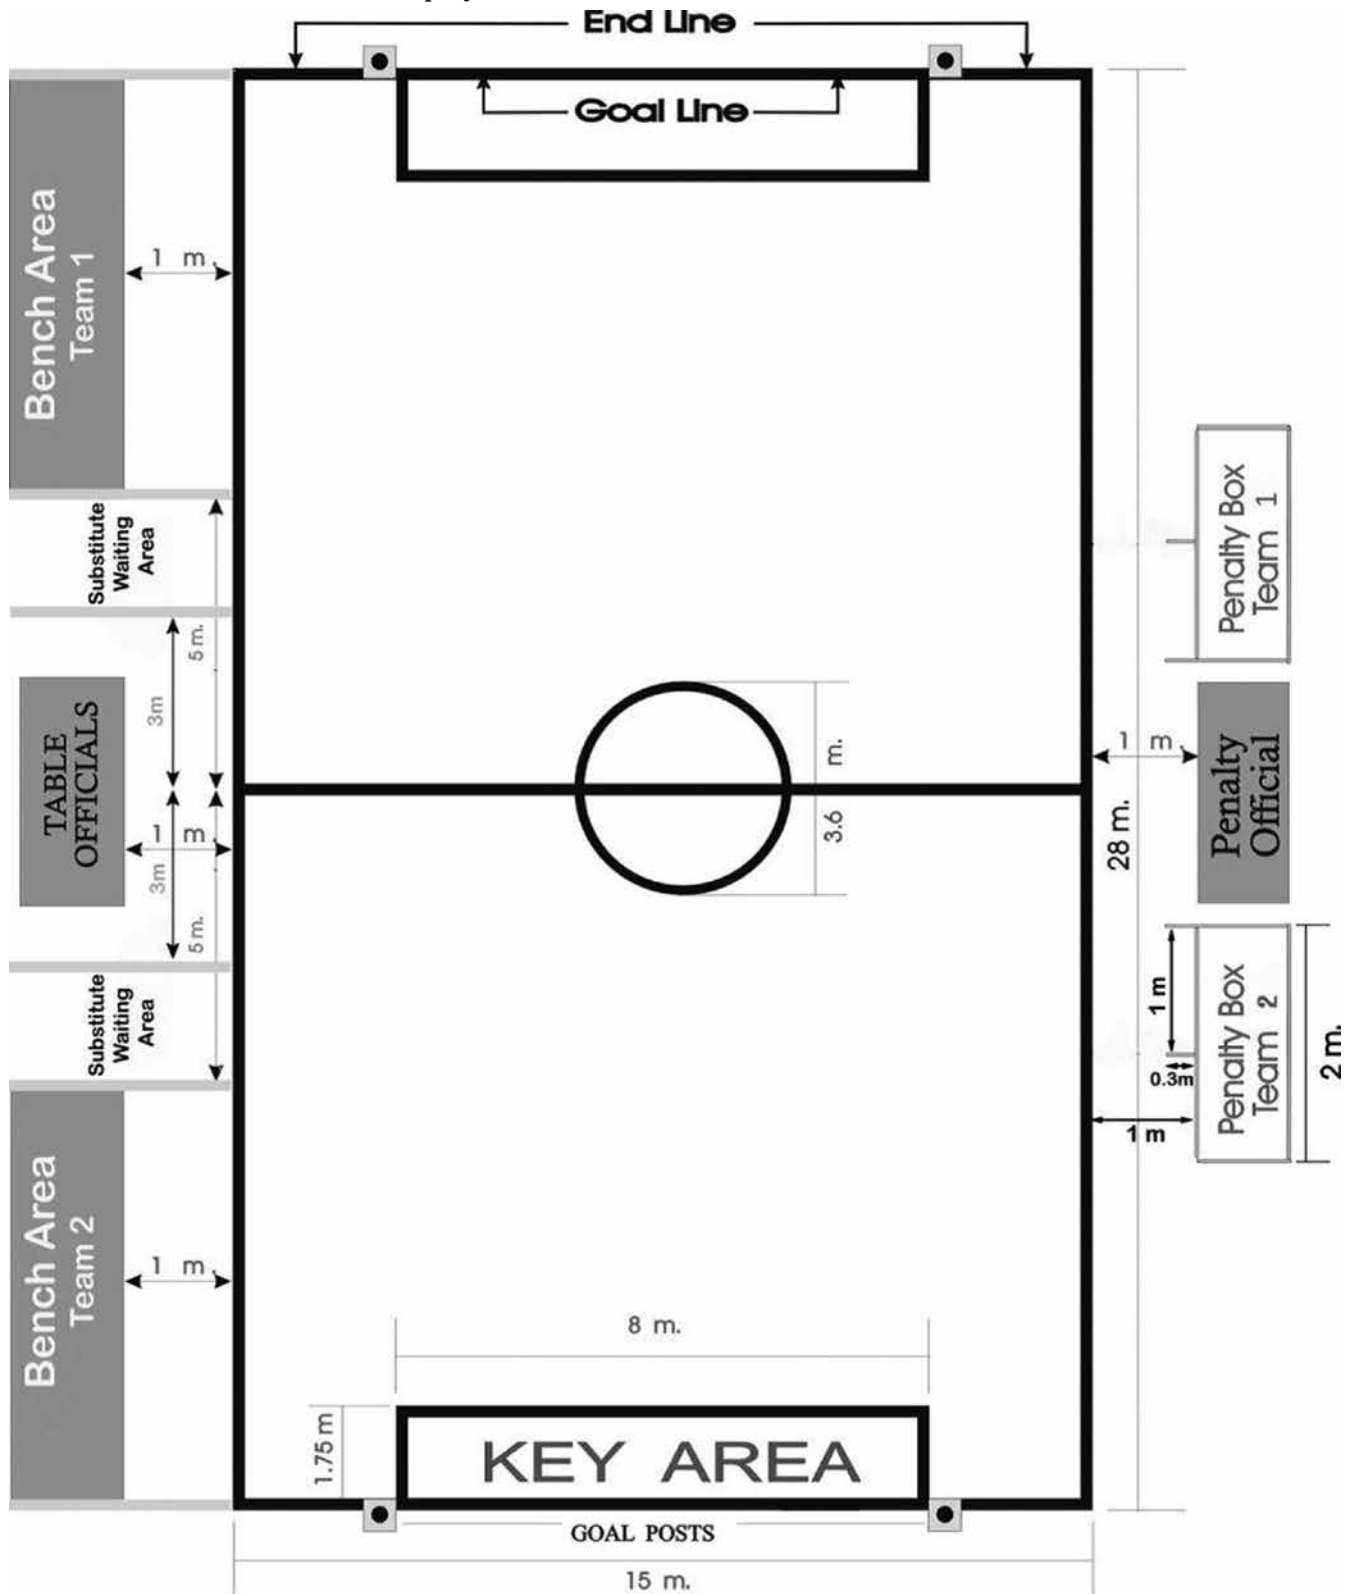 End Line
Goal Line
Bench Area
Team 1
1 m.
Substitute
Waiting
Area
5 m.
3m
TABLE
OFFICIALS
1 m.
3m
5 m.
Substitute
Waiting
Area
Bench Area
Team 2
1 m.
m.
3.6
28 m.
Penalty Box
Team 1
1 m.
Penalty
Official
Penalty Box
Team 2
1 m
0.3m
1 m
2 m.
8 m.
1.75 m
KEY AREA
GOAL POSTS
15 m.